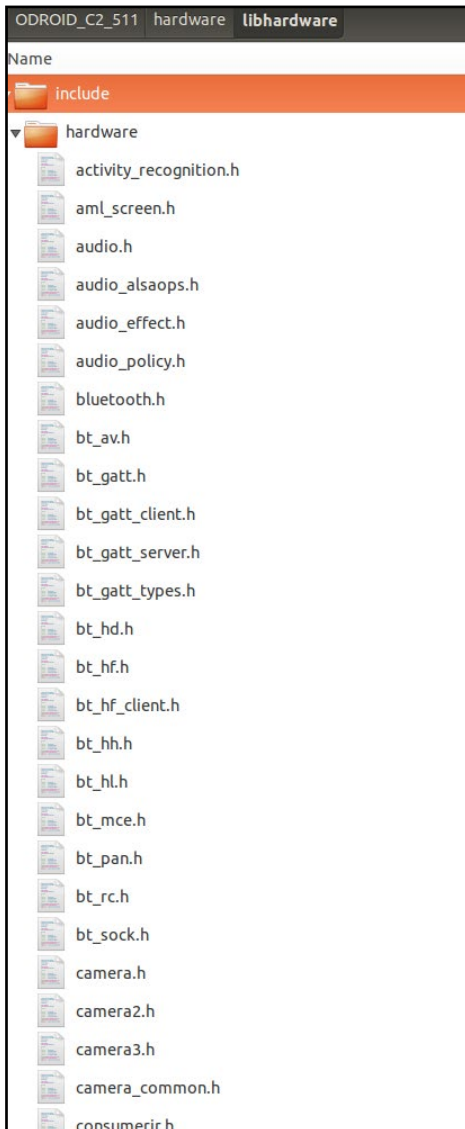 ODROID_C2_511 hardware libhardware
Name
include
hardware
activity_recognition.h
aml_screen.h
audio.h
audio_alsaops.h
audio_effect.h
audio_policy.h
bluetooth.h
bt_av.h
bt_gatt.h
bt_gatt_client.h
bt_gatt_server.h
bt_gatt_types.h
bt_hd.h
bt_hf.h
bt_hf_client.h
bt_hh.h
bt_hl.h
bt_mce.h
bt_pan.h
bt_rc.h
bt_sock.h
camera.h
camera2.h
camera3.h
camera_common.h
consumerir.h